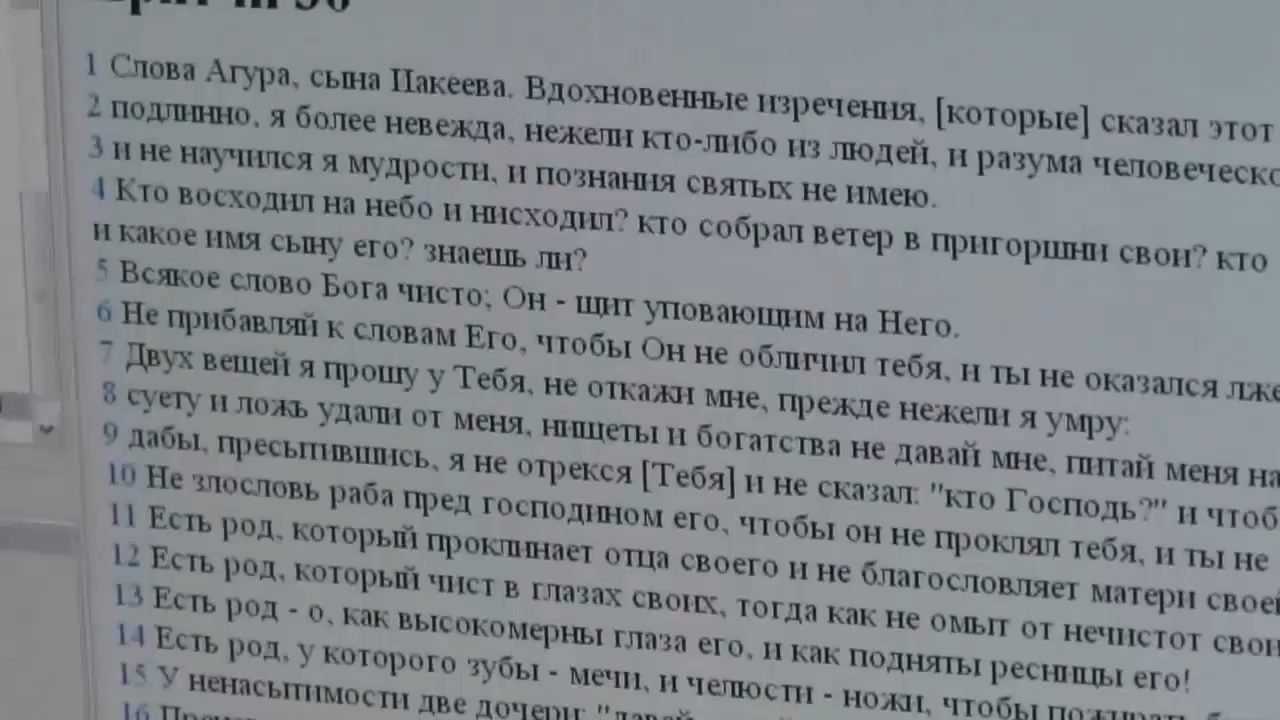 1 Слова Агура, сына Иакеева. Вдохновенные изречения, [которые] сказал этот
2 подлинно, я более невежда, нежели кто-либо из людей, и разума
3 и не научился я мудрости, и познания святых не имею.
4 Кто восходил на небо и нисходил? кто собрал ветер в пригоршни свои? кто
и какое имя сыну его? знаешь ли?
5 Всякое слово Бога чисто; Он - щит уповающим на Него.
6 Не прибавляй к словам Его, чтобы Он не обличил тебя, и ты не оказался
7 Двух вещей я прошу у Тебя, не откажи мне, прежде нежели я умру:
8 суету и ложь удали от меня, нищеты и богатства не давай мне, питай меня
9 дабы, пресытившись, я не отрекся [Тебя] и не сказал: "кто Господь?" и
10 Не злословь раба пред господином его, чтобы он не проклял тебя, и ты не
11 Есть род, который проклинает отца своего и не благословляет матери
12 Есть род, который чист в глазах своих, тогда как не омыт от нечистот
13 Есть род - о, как высокомерны глаза его, и как подняты ресницы его!
14 Есть род, у которого зубы - мечи, и челюсти - ножи, чтобы пожирать
15 У ненасытимости две дочери: "давай
16